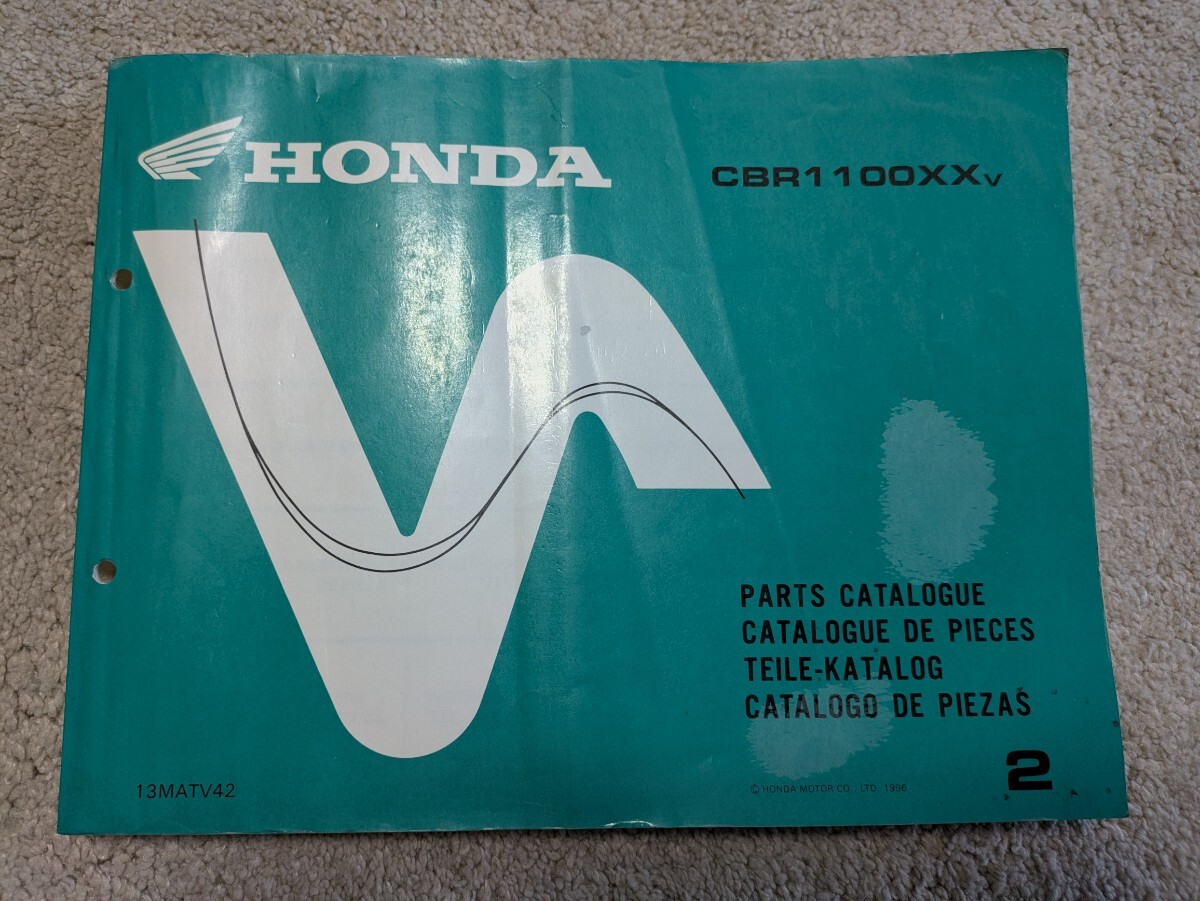 HONDA
CBR1100XXV
PARTS CATALOGUE
CATALOGUE DE PIECES
TEILE-KATALOG
CATALOGO DE PIEZAS
2
13MATV42
© HONDA MOTOR CO., LTD. 1996